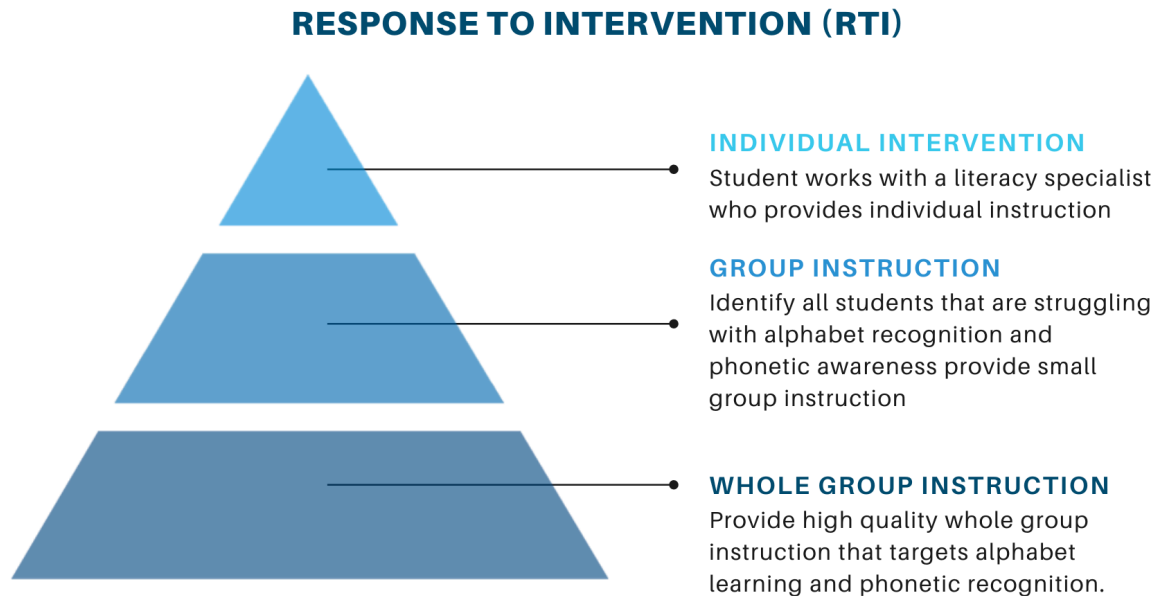 RESPONSE TO INTERVENTION (RTI)
INDIVIDUAL INTERVENTION
Student works with a literacy specialist
who provides individual instruction
GROUP INSTRUCTION
Identify all students that are struggling
with alphabet recognition and
phonetic awareness provide small
group instruction
WHOLE GROUP INSTRUCTION
Provide high quality whole group
instruction that targets alphabet
learning and phonetic recognition.